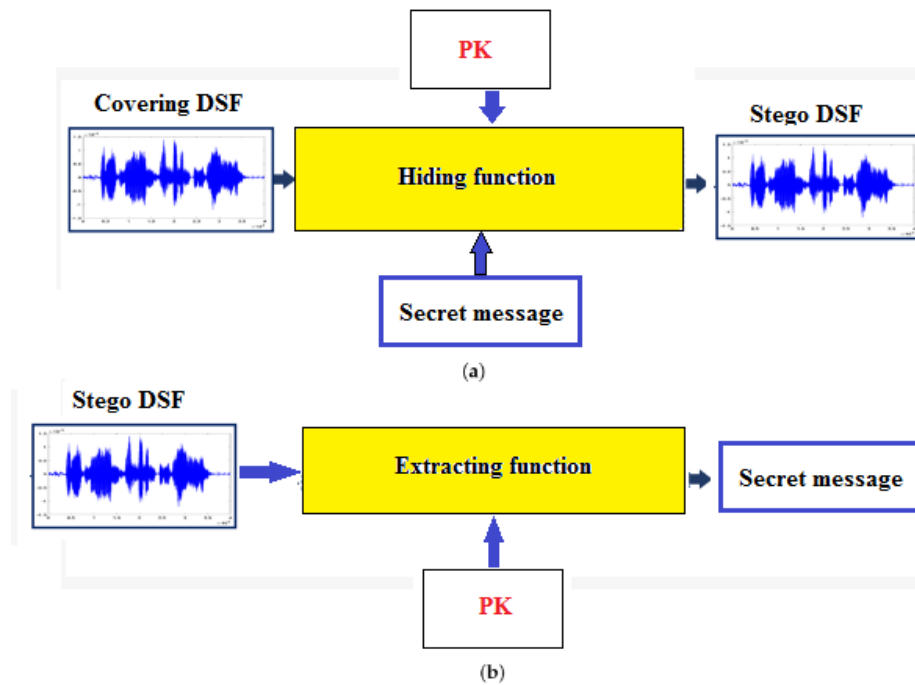 PK
Covering DSF
Stego DSF
Hiding function
Secret message
(a)
Stego DSF
Extracting function
Secret message
PK
(b)